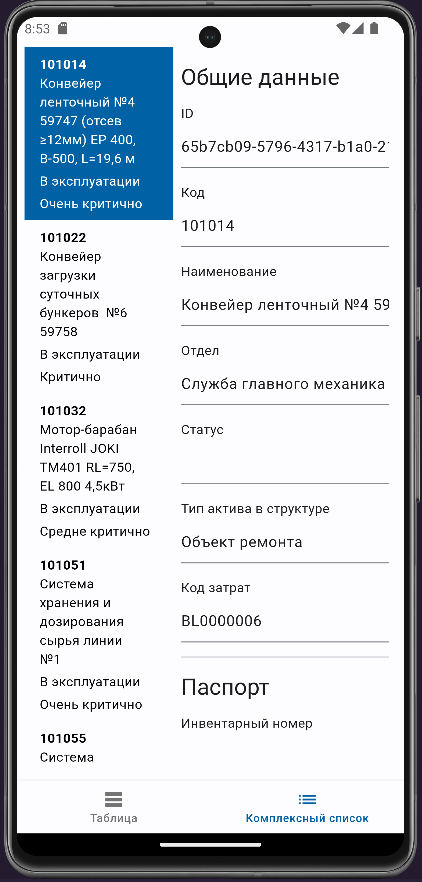 8:53
101014
Конвейер
ленточный №4
59747 (отсев
≥12мм) EP 400,
B-500, L=19,6 м
В эксплуатации
Очень критично
101022
Конвейер
загрузки
суточных
бункеров №6
59758
В эксплуатации
Критично
101032
Мотор-барабан
Interroll JOKI
TM401 RL=750,
EL 800 4,5кВт
В эксплуатации
Средне критично
101051
Система
хранения и
дозирования
сырья линии
№1
В эксплуатации
Очень критично
101055
Система
Общие данные
ID
65b7cb09-5796-4317-b1a0-21
Код
101014
Наименование
Конвейер ленточный №4 59
Отдел
Служба главного механика
Статус
Тип актива в структуре
Объект ремонта
Код затрат
BL0000006
Паспорт
Инвентарный номер
Таблица
Комплексный список